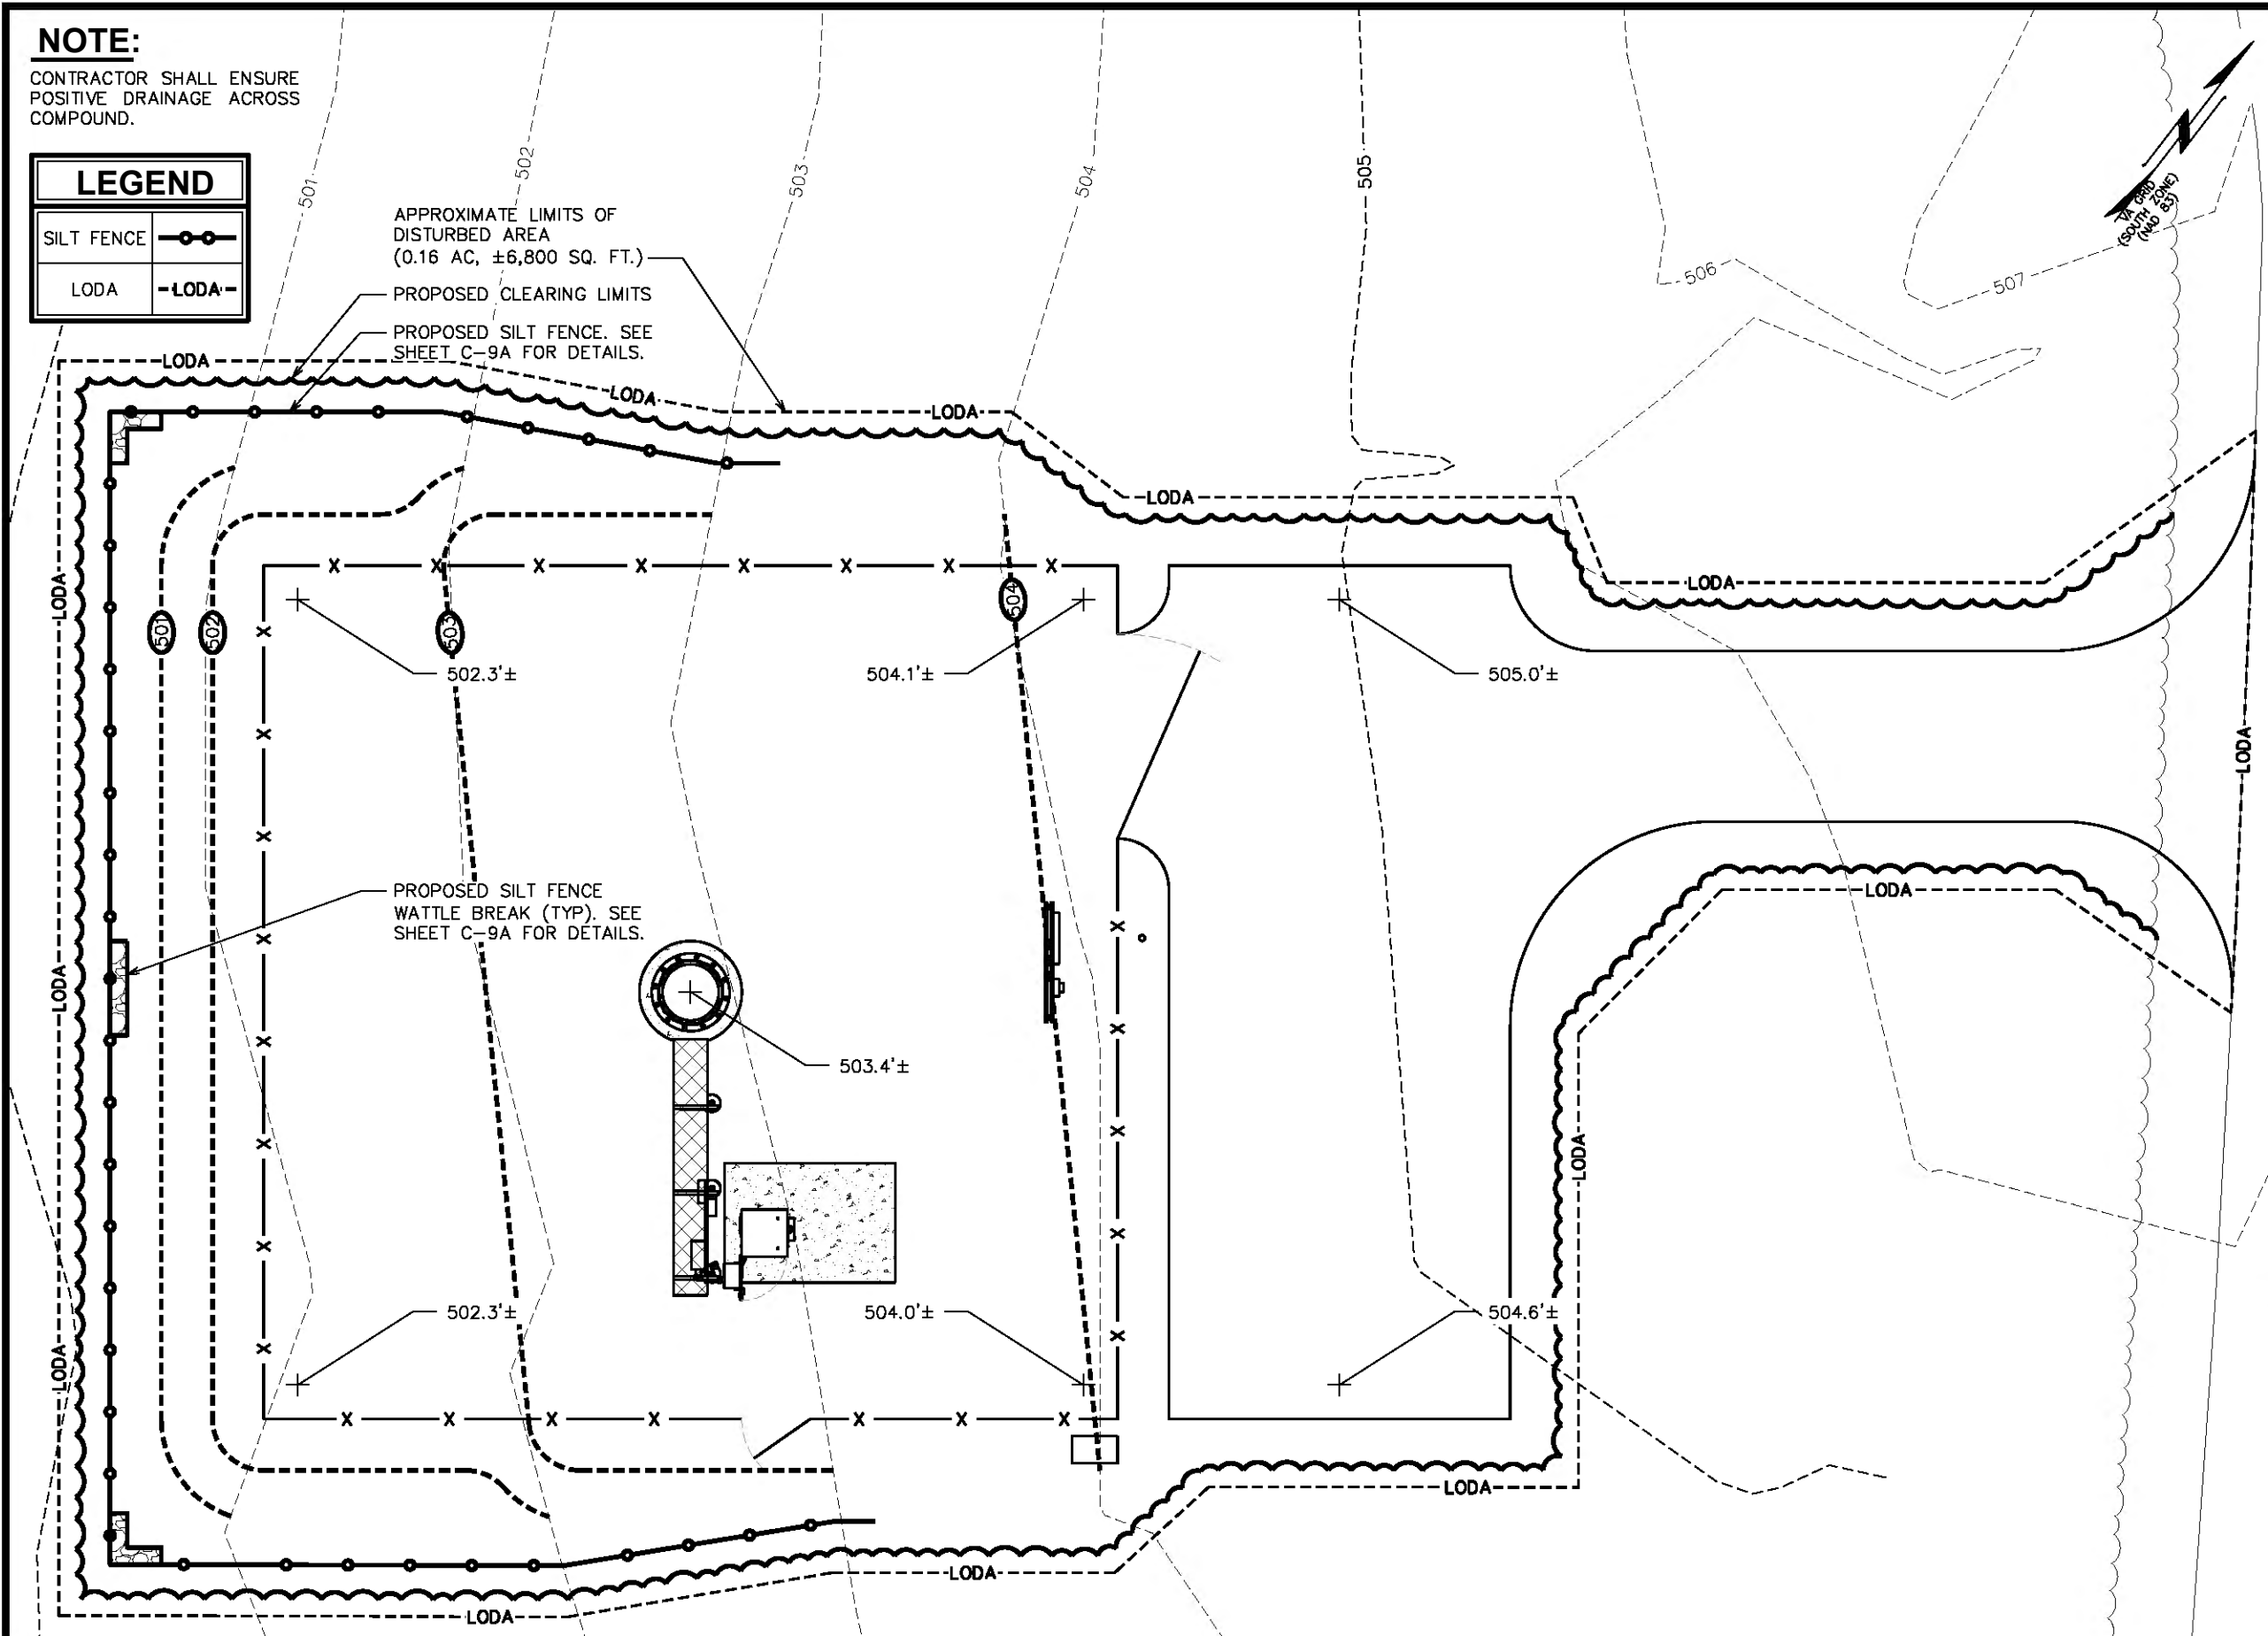 NOTE:
CONTRACTOR SHALL ENSURE
POSITIVE DRAINAGE ACROSS
COMPOUND.
LEGEND
SILT FENCE
LODA -LODA-
501
502
503
504
505
506
507
VA GRID
(SOUTH ZONE)
(NAD 83)
APPROXIMATE LIMITS OF
DISTURBED AREA
(0.16 AC, ±6,800 SQ. FT.)
PROPOSED CLEARING LIMITS
PROPOSED SILT FENCE. SEE
SHEET C-9A FOR DETAILS.
LODA
LODA
LODA
LODA
LODA
LODA
LODA
LODA
LODA
LODA
LODA
LODA
LODA
LODA
501
502
503
504
502.3'±
504.1'±
505.0'±
PROPOSED SILT FENCE
WATTLE BREAK (TYP). SEE
SHEET C-9A FOR DETAILS.
503.4'±
502.3'±
504.0'±
504.6'±